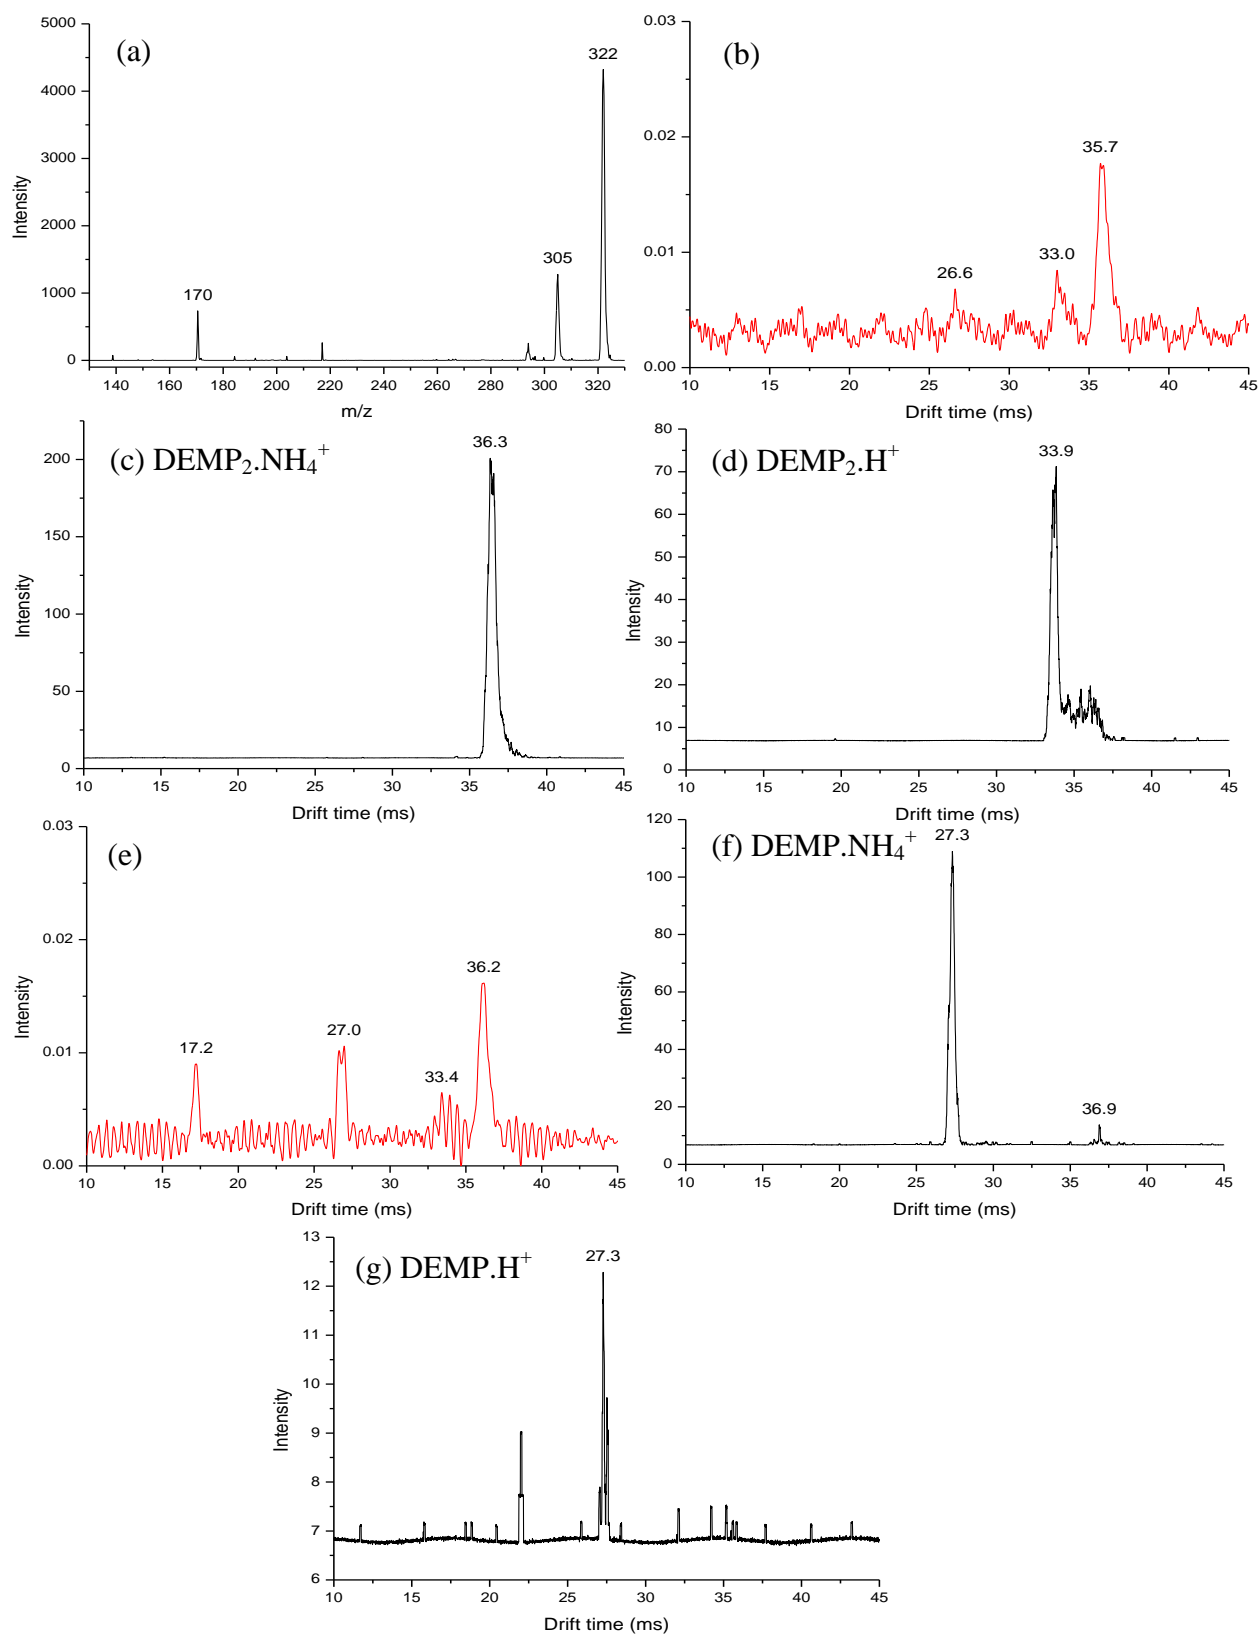 (a)
5000
4000
3000
2000
1000
0
322
305
170
140 160 180 200 220 240 260 280 300 320
m/z
Intensity
(b)
0.03
0.02
0.01
0.00
35.7
33.0
26.6
10 15 20 25 30 35 40 45
Drift time (ms)
Intensity
(c) DEMP₂.NH₄⁺
36.3
200
150
100
50
0
10 15 20 25 30 35 40 45
Drift time (ms)
Intensity
(d) DEMP₂.H⁺
33.9
80
70
60
50
40
30
20
10
0
10 15 20 25 30 35 40 45
Drift time (ms)
Intensity
(e)
0.03
0.02
0.01
0.00
36.2
27.0
17.2
33.4
10 15 20 25 30 35 40 45
Drift time (ms)
Intensity
(f) DEMP.NH₄⁺
27.3
36.9
120
100
80
60
40
20
0
10 15 20 25 30 35 40 45
Drift time (ms)
Intensity
(g) DEMP.H⁺
27.3
13
12
11
10
9
8
7
6
10 15 20 25 30 35 40 45
Drift time (ms)
Intensity